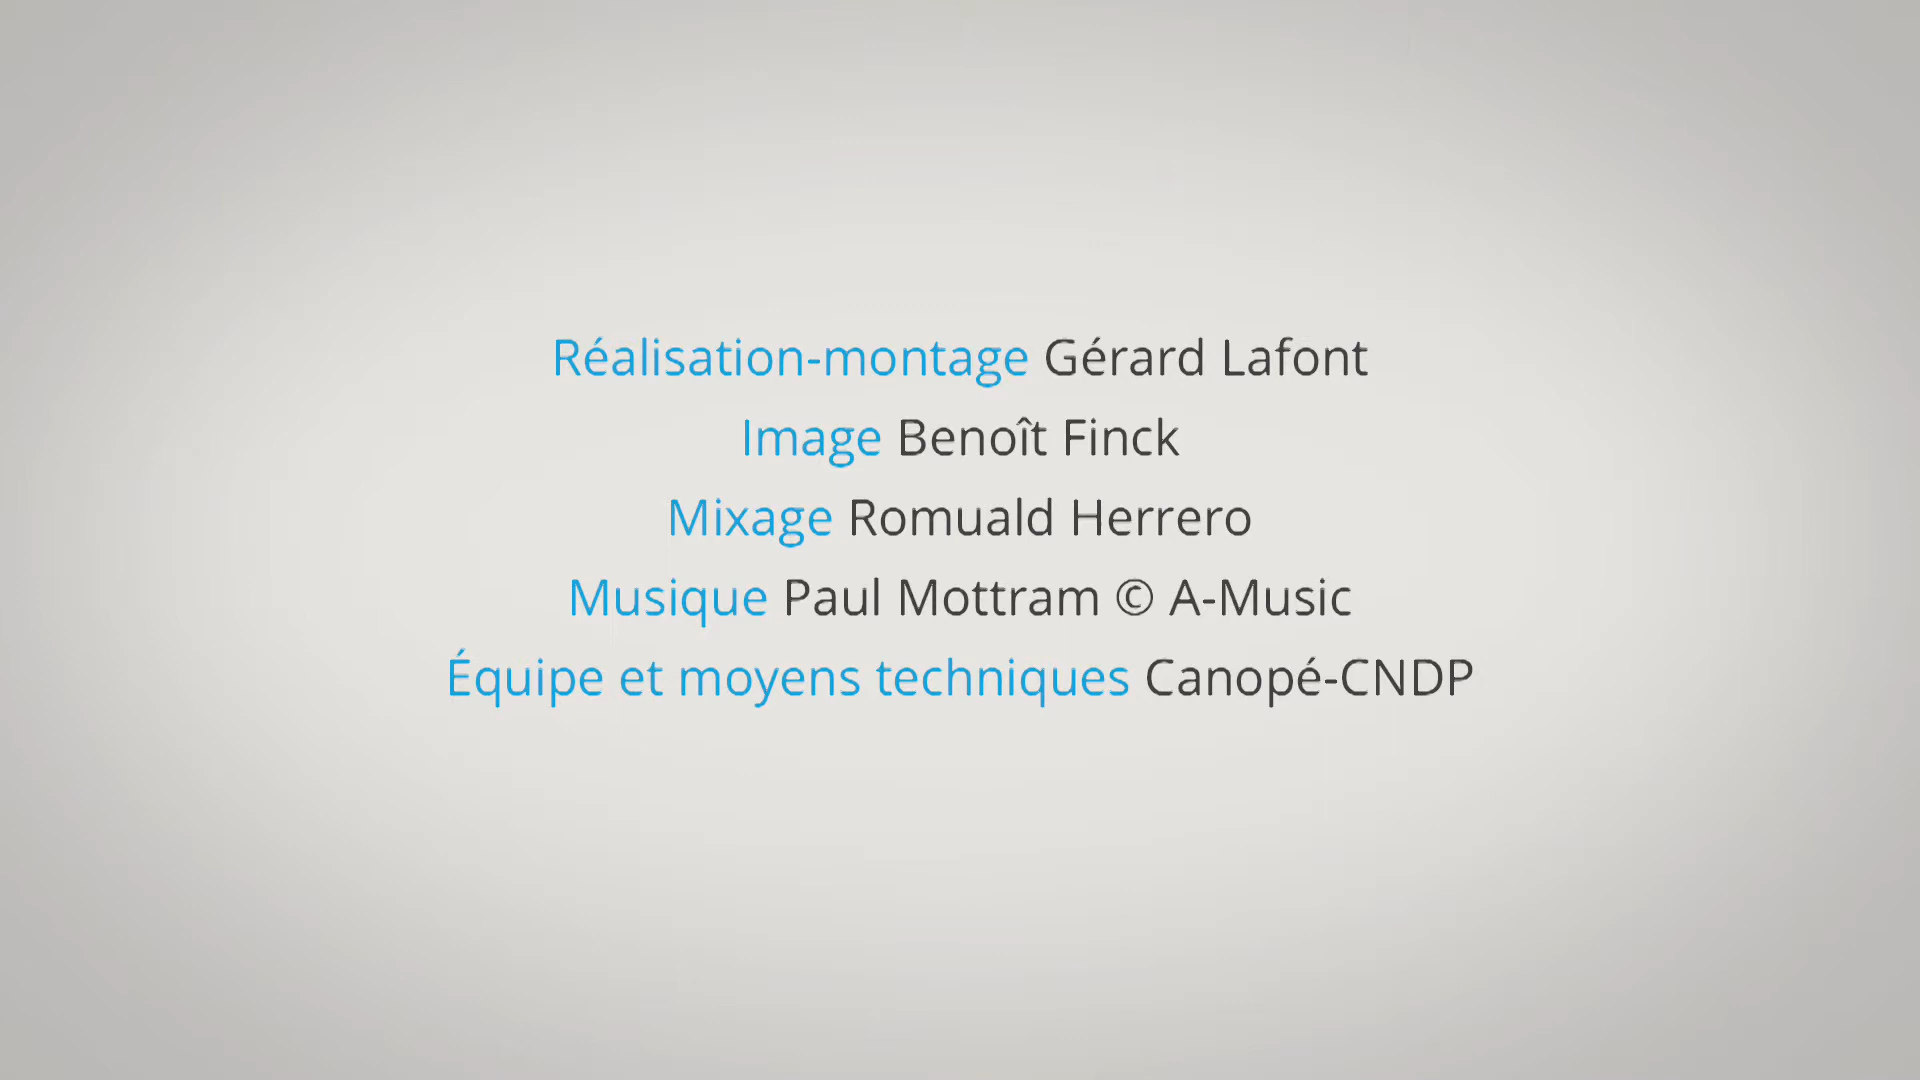 Réalisation-montage Gérard Lafont
Image Benoît Finck
Mixage Romuald Herrero
Musique Paul Mottram © A-Music
Équipe et moyens techniques Canopé-CNDP